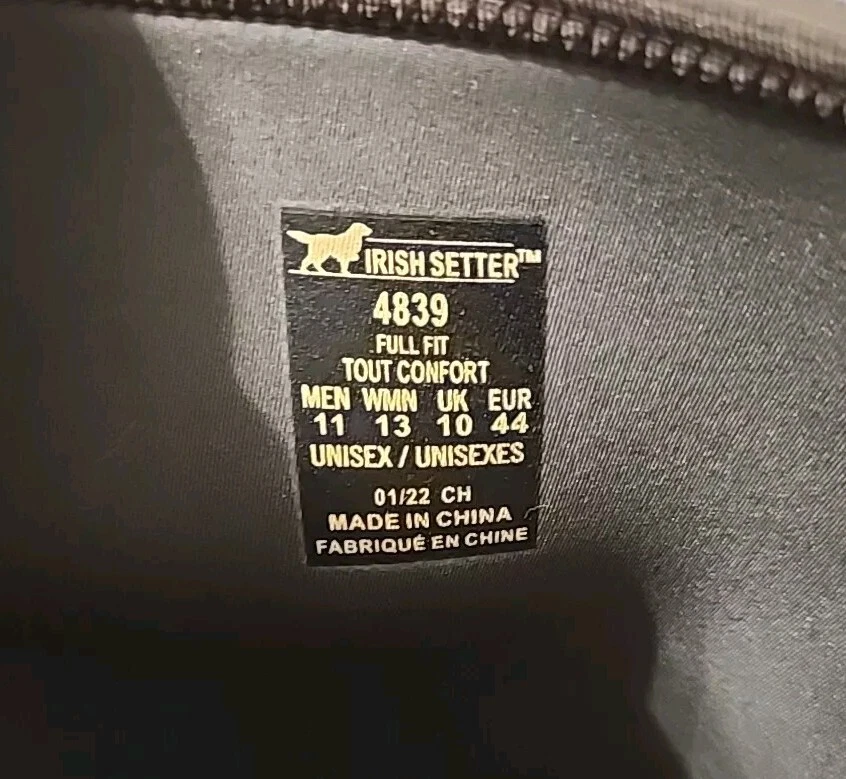 IRISH SETTER™
4839
FULL FIT
TOUT CONFORT
MEN WMN UK EUR
11 13 10 44
UNISEX / UNISEXES
01/22 CH
MADE IN CHINA
FABRIQUÉ EN CHINE